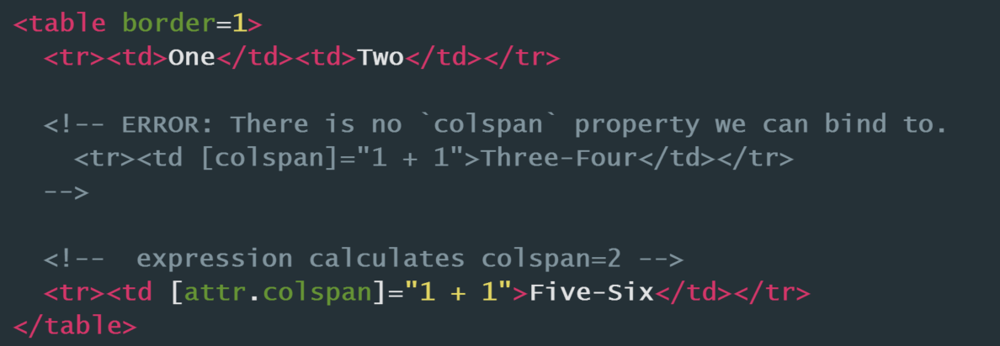 <table border=1>
  <tr><td>One</td><td>Two</td></tr>

  <!-- ERROR: There is no `colspan` property we can bind to.
    <tr><td [colspan]="1 + 1">Three-Four</td></tr>
  -->

  <!--  expression calculates colspan=2 -->
  <tr><td [attr.colspan]="1 + 1">Five-Six</td></tr>
</table>